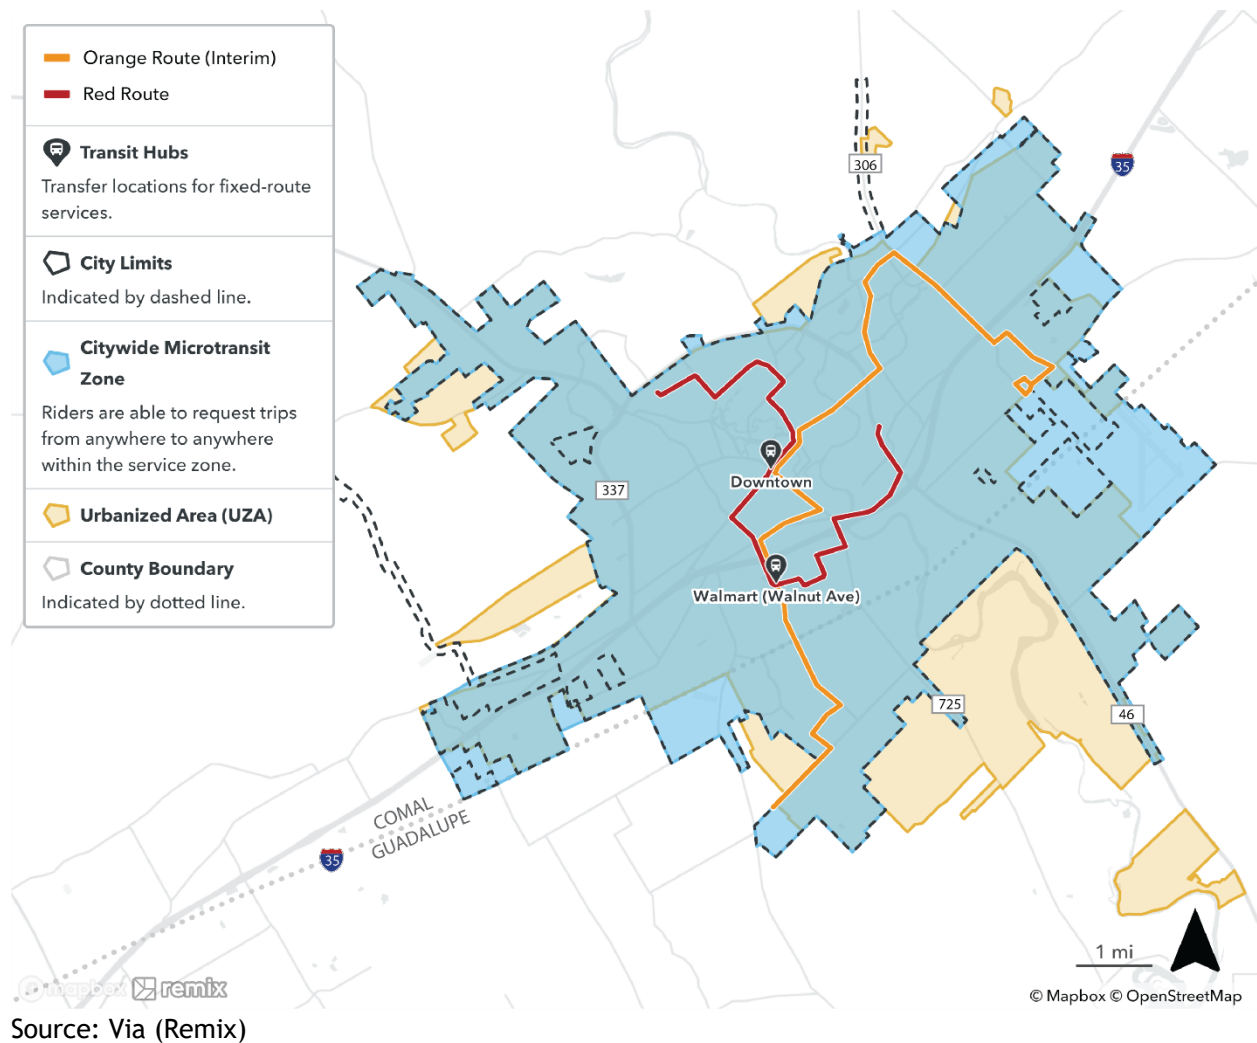 Orange Route (Interim)
Red Route
Transit Hubs
Transfer locations for fixed-route
services.
City Limits
Indicated by dashed line.
Citywide Microtransit
Zone
Riders are able to request trips
from anywhere to anywhere
within the service zone.
Urbanized Area (UZA)
County Boundary
Indicated by dotted line.
306
35
337
Downtown
Walmart (Walnut Ave)
725
46
COMAL
GUADALUPE
35
1 mi
mapbox remix
© Mapbox © OpenStreetMap
Source: Via (Remix)